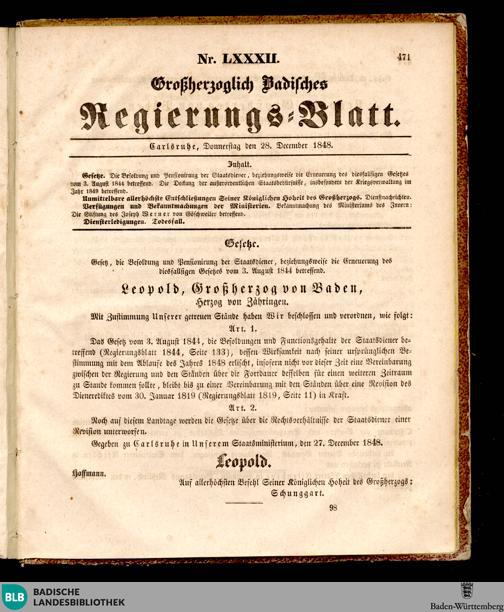 Nr. LXXXII.
471
Großherzoglich Badisches
Regierungs-Blatt.
Carlsruhe, Donnerstag den 28. December 1848.
Inhalt.
Gesetze. Die Besoldung und Pensionirung der Staatsdiener, beziehungsweise die Erneuerung des diesfallsigen Gesetzes
vom 3. August 1844 betreffend. Die Deckung der außerordentlichen Staatsbedürfnisse, insbesondere der Kriegsverwaltung im
Jahr 1849 betreffend.
Unmittelbare allerhöchste Entschließungen Seiner Königlichen Hoheit des Großherzogs. Dienstnachrichten.
Verfügungen und Bekanntmachungen der Ministerien. Bekanntmachung des Ministeriums des Innern:
Die Stiftung des Joseph Werner von Göschweiler betreffend.
Diensterledigungen. Todesfall.
Gesetze.
Gesetz, die Besoldung und Pensionirung der Staatsdiener, beziehungsweise die Erneuerung des
diesfallsigen Gesetzes vom 3. August 1844 betreffend.
Leopold, Großherzog von Baden,
Herzog von Zähringen.
Mit Zustimmung Unserer getreuen Stände haben Wir beschlossen und verordnen, wie folgt:
Art. 1.
Das Gesetz vom 3. August 1844, die Besoldungen und Functionsgehalte der Staatsdiener be-
treffend (Regierungsblatt 1844, Seite 133), dessen Wirksamkeit nach seiner ursprünglichen Be-
stimmung mit dem Ablaufe des Jahres 1848 erlischt, insofern nicht vor dieser Zeit eine Vereinbarung
zwischen der Regierung und den Ständen über die Fortdauer desselben für einen weiteren Zeitraum
zu Stande kommen sollte, bleibt bis zu einer Vereinbarung mit den Ständen über eine Revision des
Dieneredikts vom 30. Januar 1819 (Regierungsblatt 1819, Seite 11) in Kraft.
Art. 2.
Noch auf diesem Landtage werden die Gesetze über die Rechtsverhältnisse der Staatsdiener einer
Revision unterworfen.
Gegeben zu Carlsruhe in Unserem Staatsministerium, den 27. December 1848.
Leopold.
Hoffmann.
Auf allerhöchsten Befehl Seiner Königlichen Hoheit des Großherzogs:
Schunggart.
98
BLB BADISCHE
LANDESBIBLIOTHEK
Baden-Württemberg